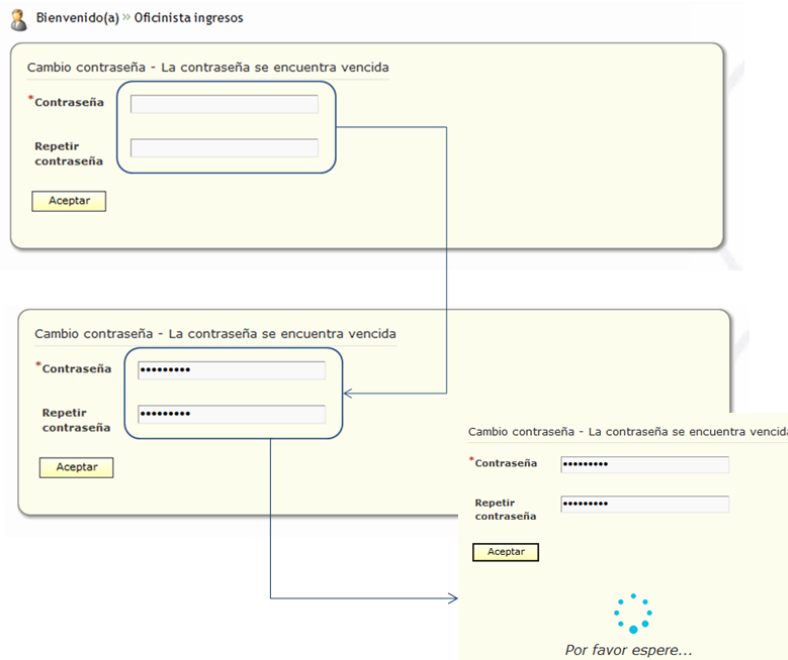 Bienvenido(a) » Oficinista ingresos
Cambio contraseña - La contraseña se encuentra vencida
*Contraseña
Repetir
contraseña
Aceptar
Cambio contraseña - La contraseña se encuentra vencida
*Contraseña •••••••••
Repetir
contraseña •••••••••
Aceptar
Cambio contraseña - La contraseña se encuentra vencida
*Contraseña •••••••••
Repetir
contraseña •••••••••
Aceptar
Por favor espere...